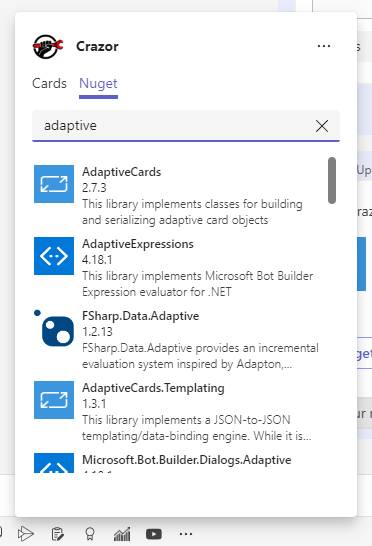 Crazor
Cards Nuget
adaptive
AdaptiveCards
2.7.3
This library implements classes for building
and serializing adaptive card objects
AdaptiveExpressions
4.18.1
This library implements Microsoft Bot Builder
Expression evaluator for .NET
FSharp.Data.Adaptive
1.2.13
FSharp.Data.Adaptive provides an incremental
evaluation system inspired by Adapton,...
AdaptiveCards.Templating
1.3.1
This library implements a JSON-to-JSON
templating/data-binding engine. While it is...
Microsoft.Bot.Builder.Dialogs.Adaptive
Up